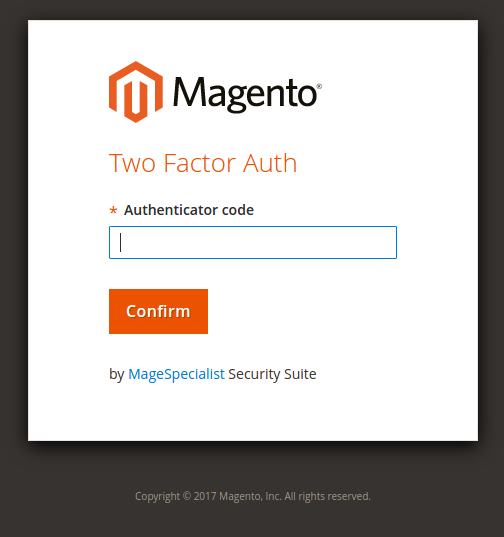 Magento®
Two Factor Auth
* Authenticator code
Confirm
by MageSpecialist Security Suite
Copyright © 2017 Magento, Inc. All rights reserved.